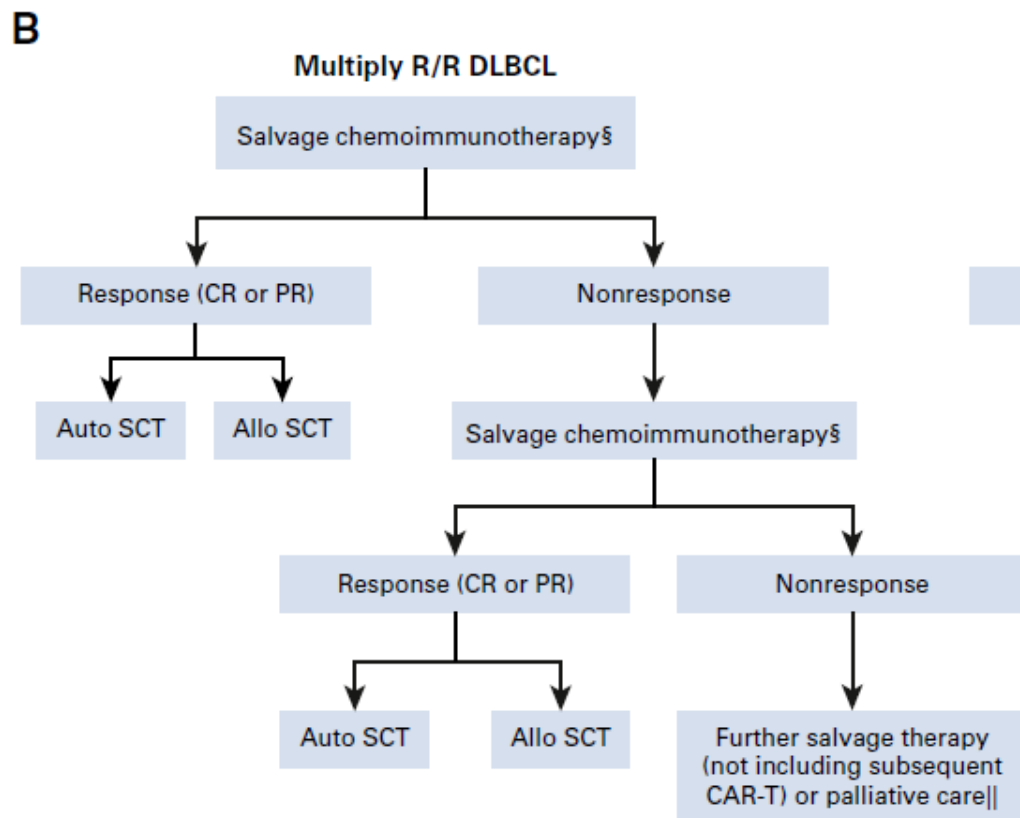 B
Multiply R/R DLBCL
Salvage chemoimmunotherapy§
Response (CR or PR)
Nonresponse
Auto SCT
Allo SCT
Salvage chemoimmunotherapy§
Response (CR or PR)
Nonresponse
Auto SCT
Allo SCT
Further salvage therapy
(not including subsequent
CAR-T) or palliative care||